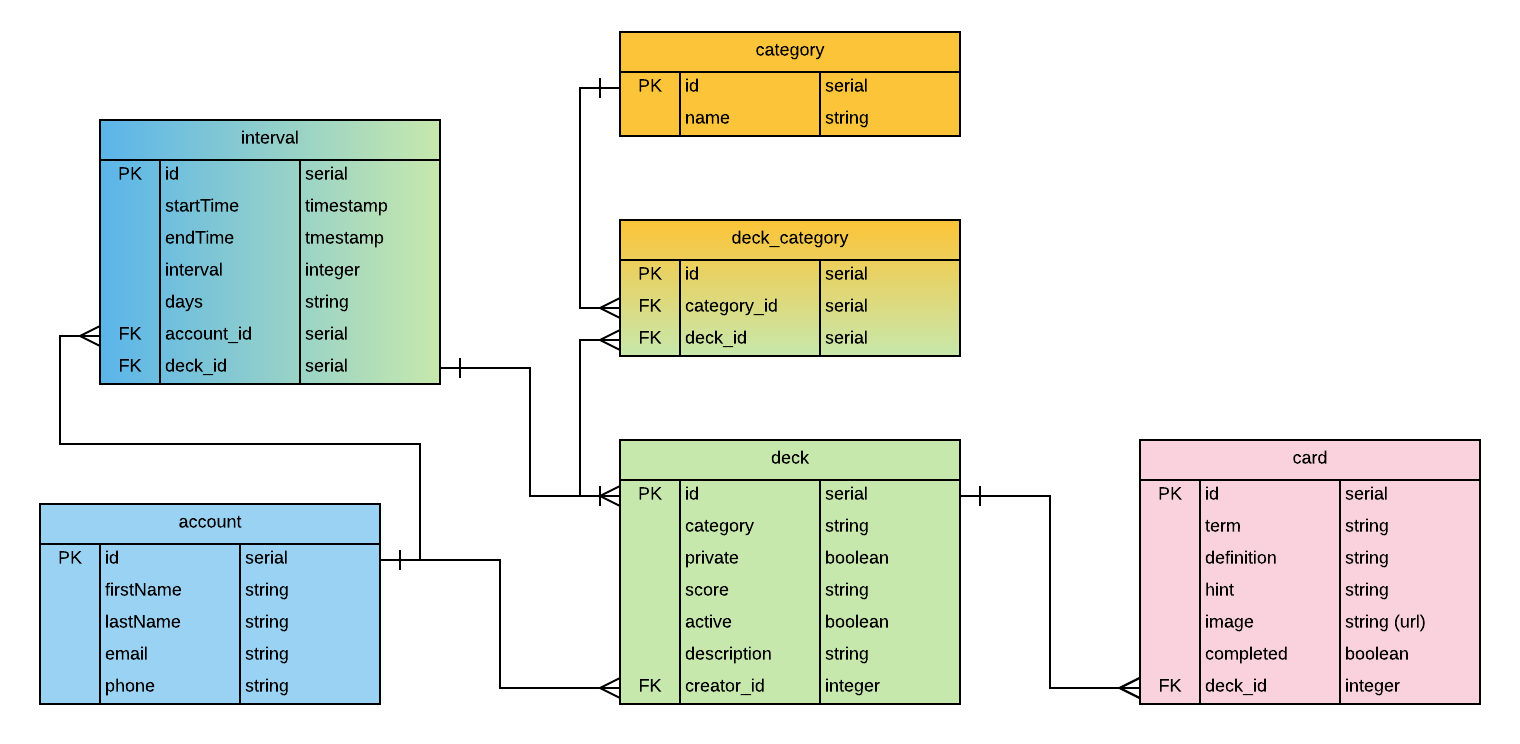 category
PK id serial
name string
interval
PK id serial
startTime timestamp
endTime tmestamp
interval integer
days string
FK account_id serial
FK deck_id serial
deck_category
PK id serial
FK category_id serial
FK deck_id serial
account
PK id serial
firstName string
lastName string
email string
phone string
deck
PK id serial
category string
private boolean
score string
active boolean
description string
FK creator_id integer
card
PK id serial
term string
definition string
hint string
image string (url)
completed boolean
FK deck_id integer